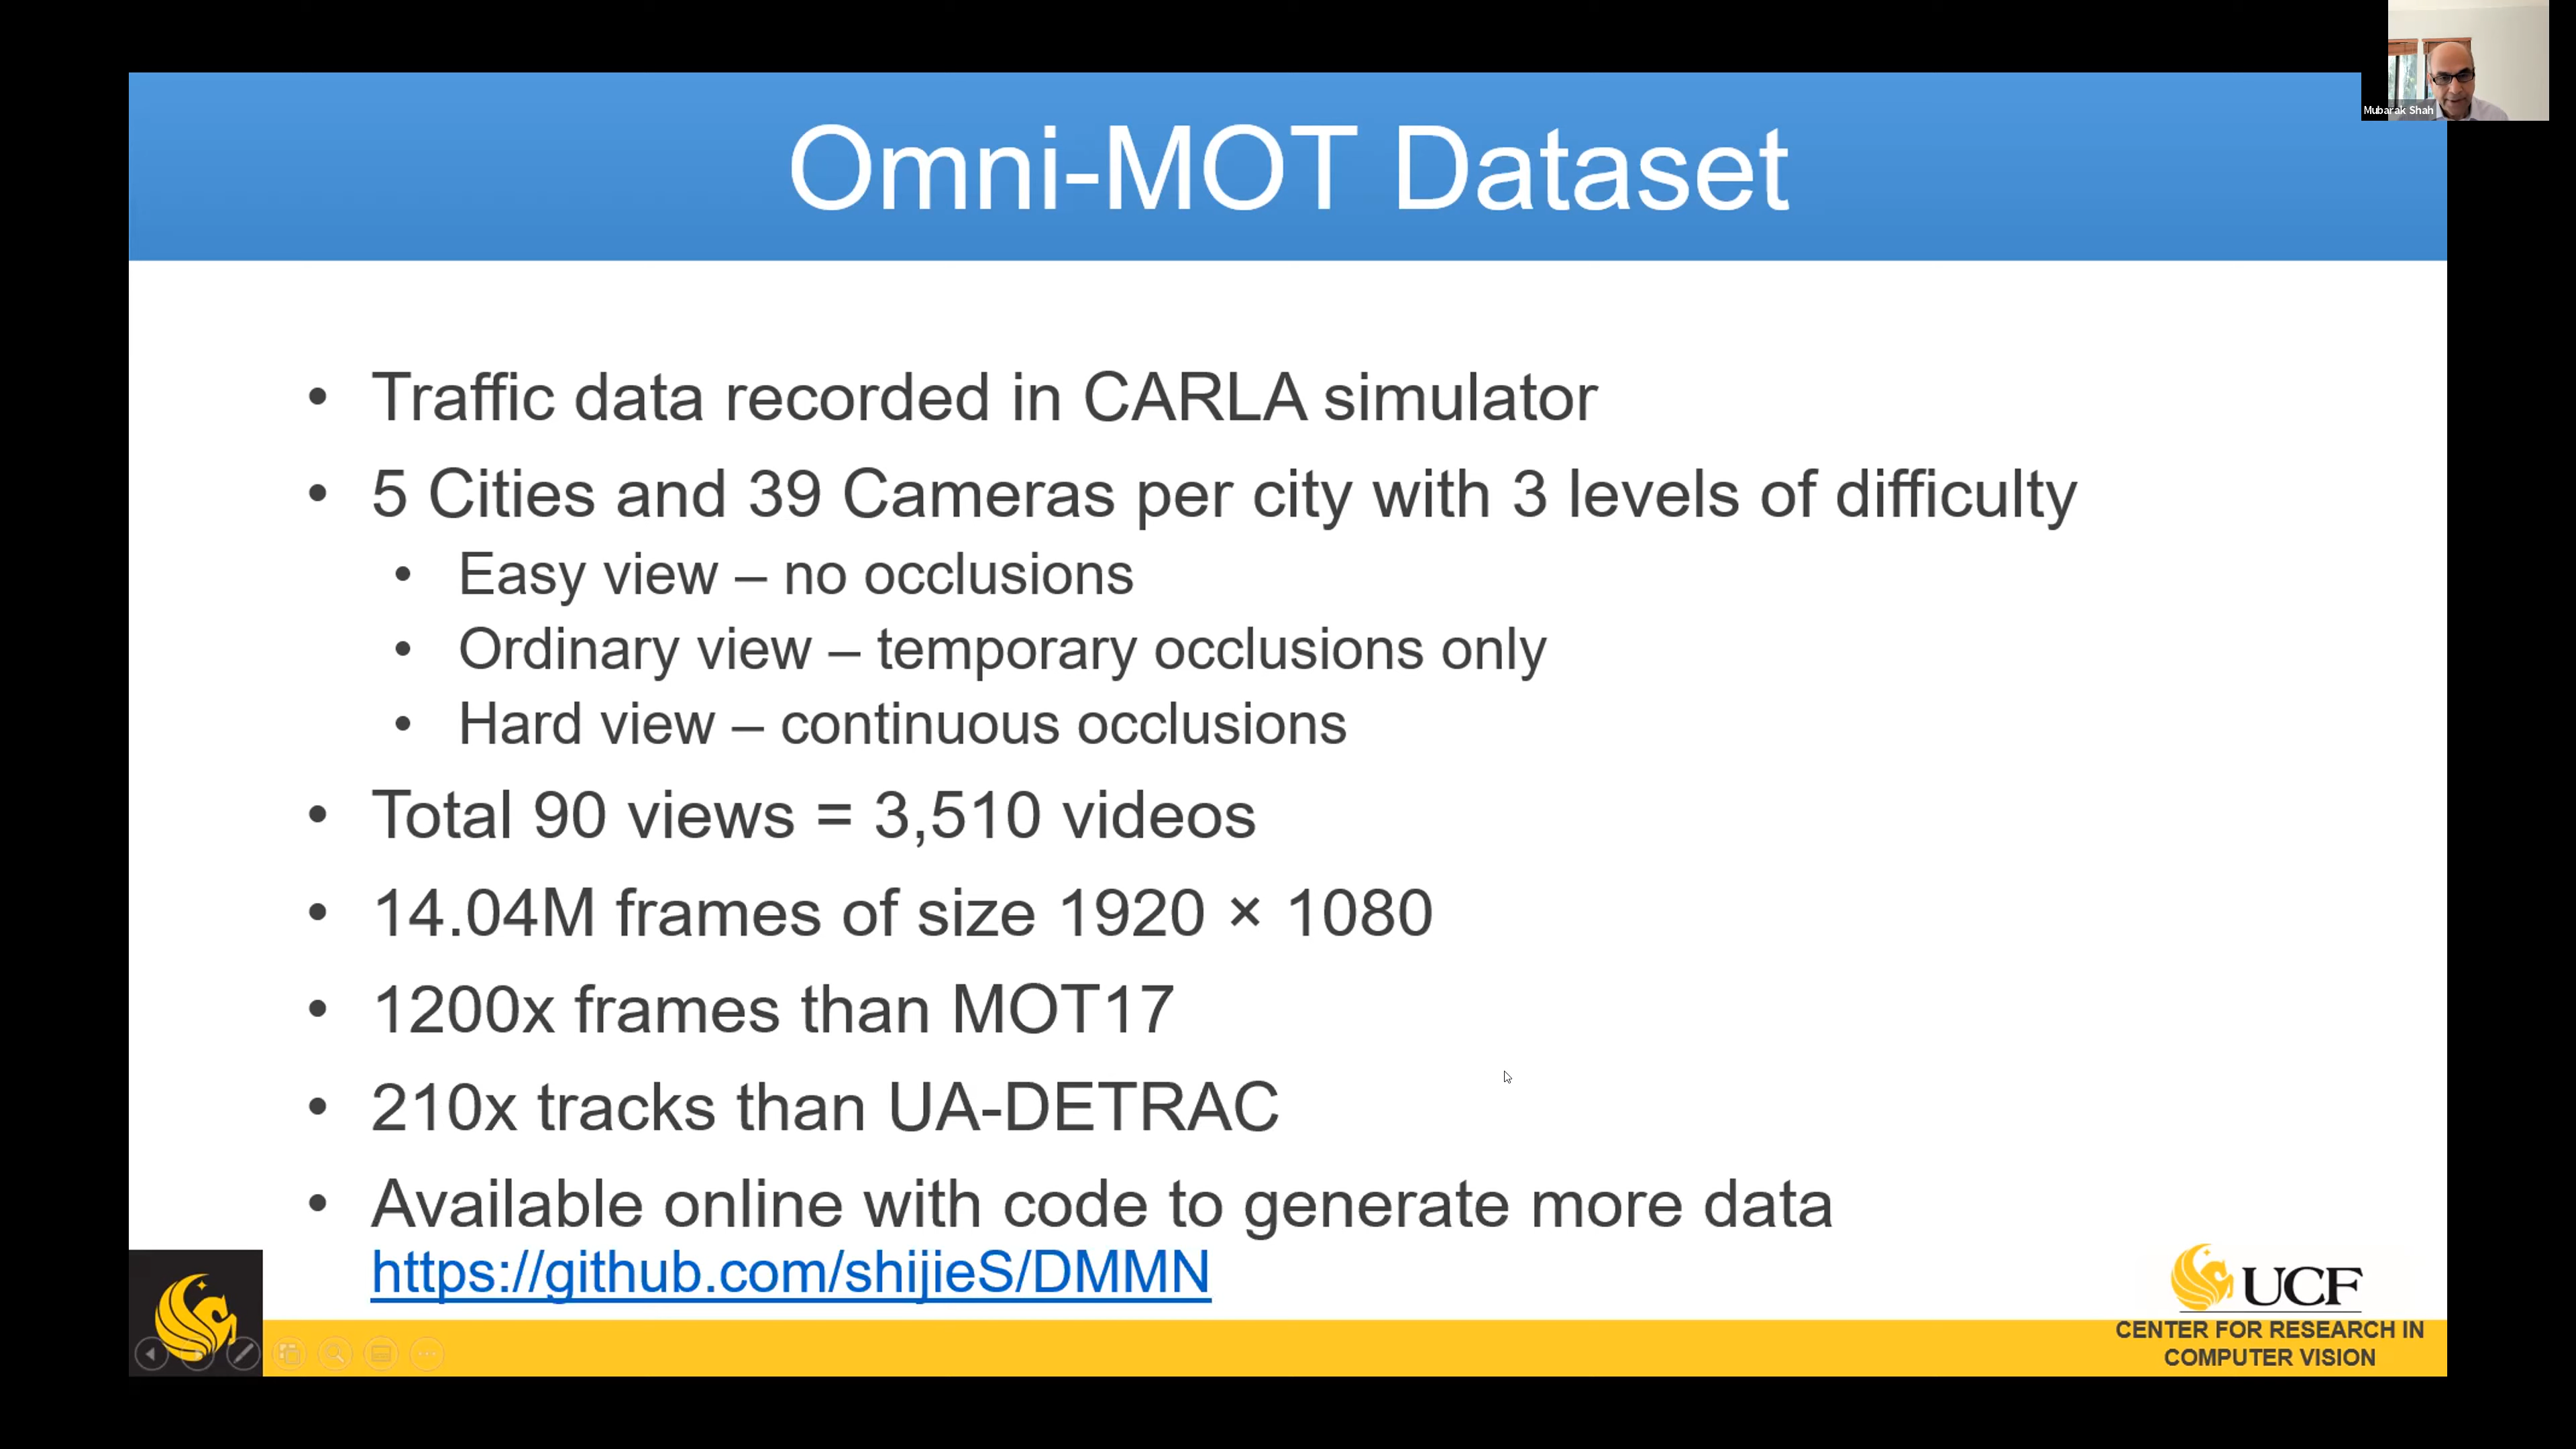 Mubarak Shah
Omni-MOT Dataset
• Traffic data recorded in CARLA simulator
• 5 Cities and 39 Cameras per city with 3 levels of difficulty
• Easy view – no occlusions
• Ordinary view – temporary occlusions only
• Hard view – continuous occlusions
• Total 90 views = 3,510 videos
• 14.04M frames of size 1920 × 1080
• 1200x frames than MOT17
• 210x tracks than UA-DETRAC
• Available online with code to generate more data
https://github.com/shijieS/DMMN
UCF
CENTER FOR RESEARCH IN
COMPUTER VISION